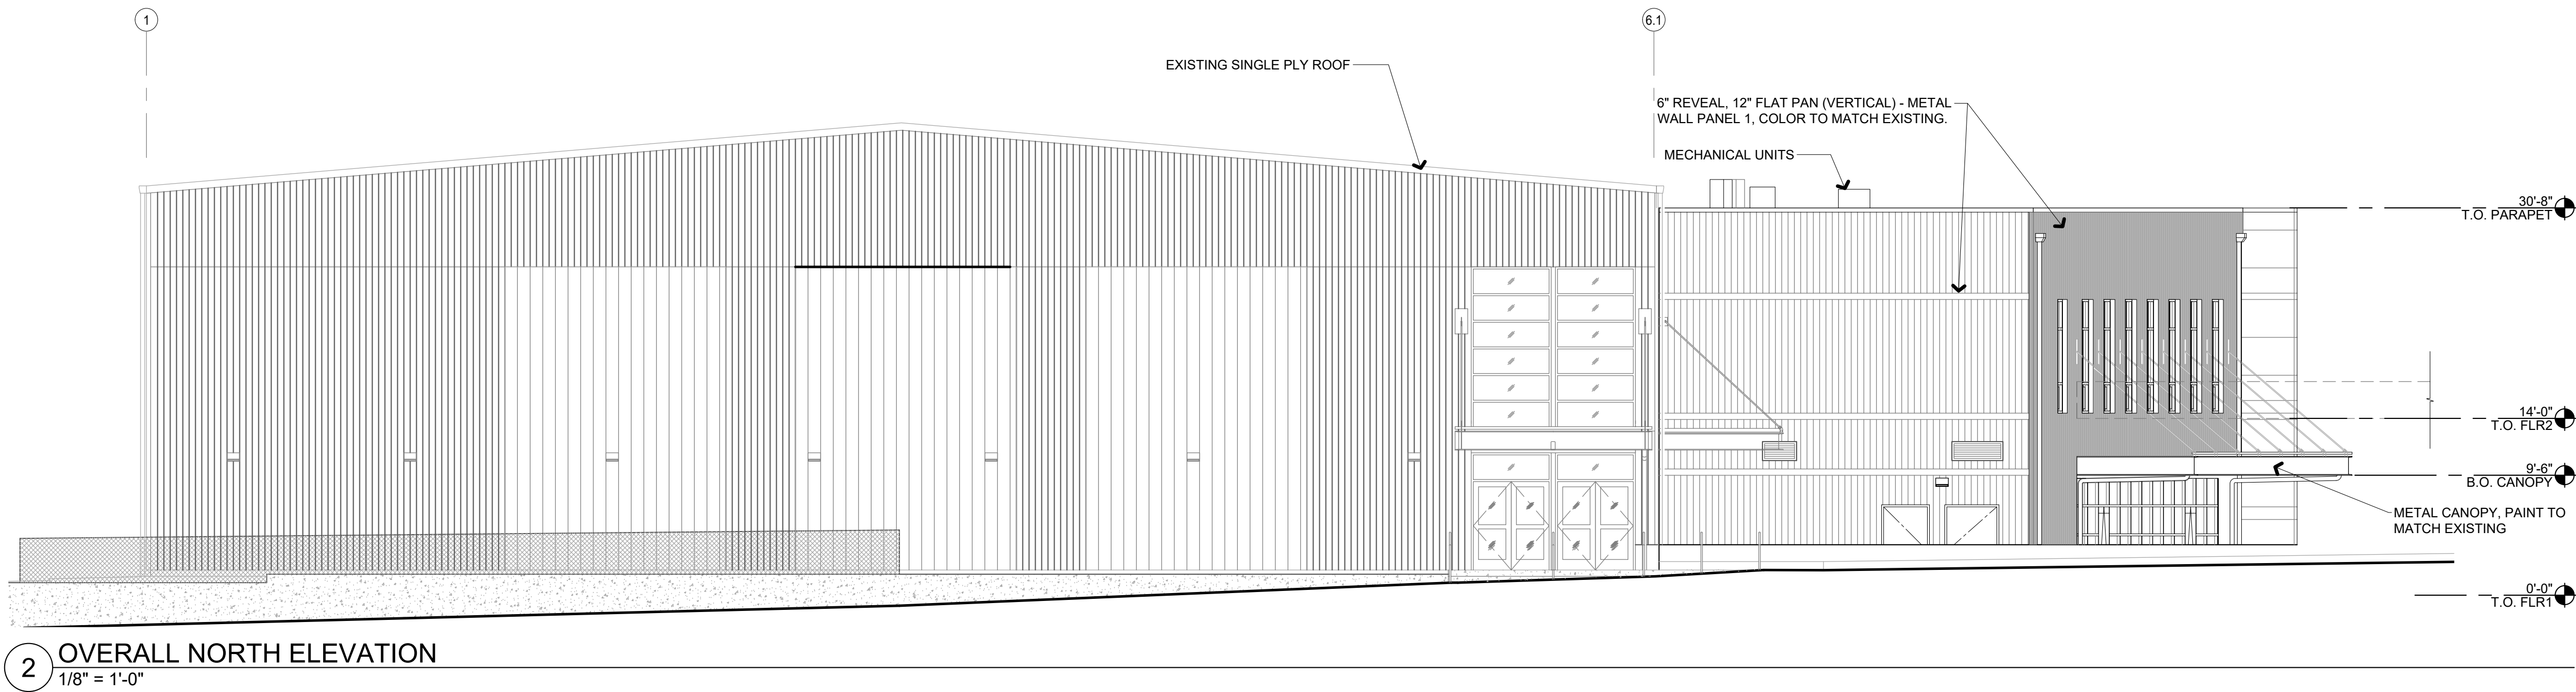 1
6.1
EXISTING SINGLE PLY ROOF
6" REVEAL, 12" FLAT PAN (VERTICAL) - METAL
WALL PANEL 1, COLOR TO MATCH EXISTING.
MECHANICAL UNITS
30'-8"
T.O. PARAPET
14'-0"
T.O. FLR2
9'-6"
B.O. CANOPY
METAL CANOPY, PAINT TO
MATCH EXISTING
0'-0"
T.O. FLR1
2
OVERALL NORTH ELEVATION
1/8" = 1'-0"